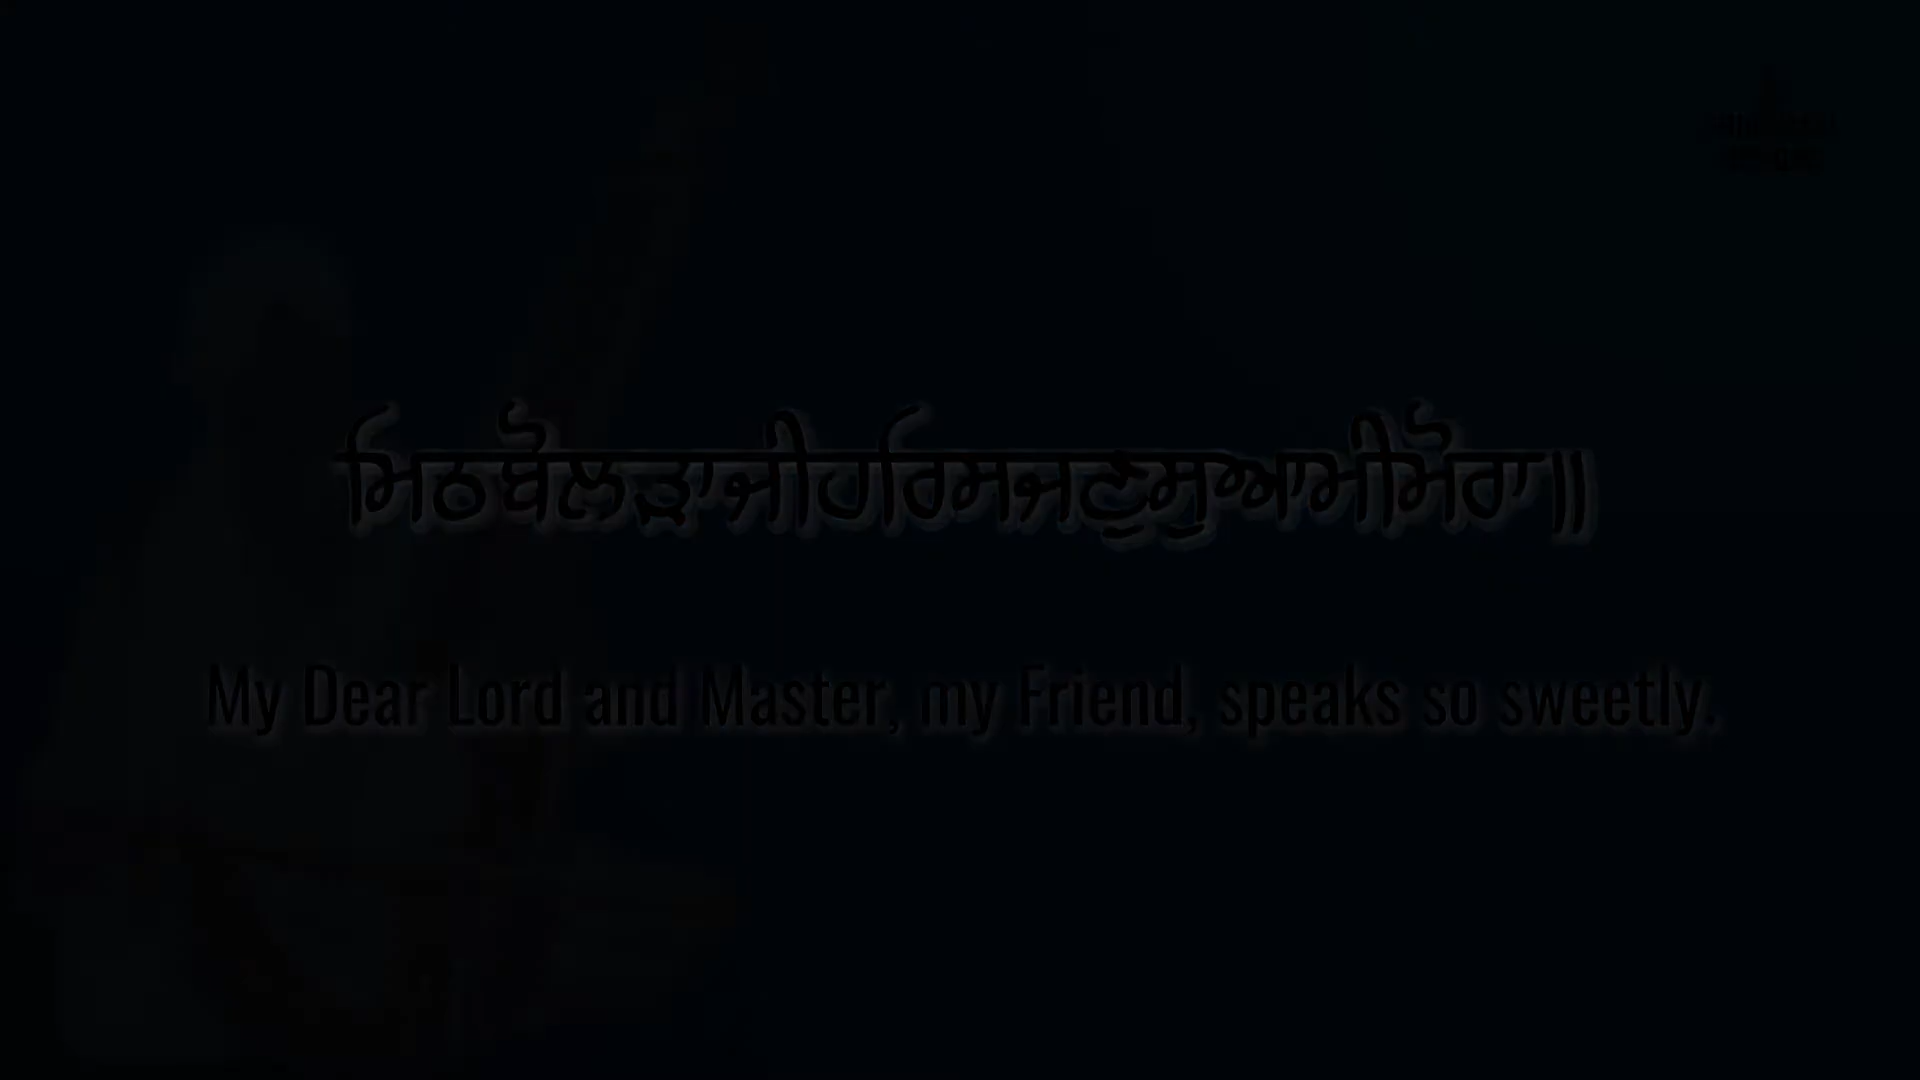 ਮਿਠਬੋਲੜਾਜੀਹਰਿਸਜਣੁਸੁਆਮੀਮੋਰਾ॥
My Dear Lord and Master, my Friend, speaks so sweetly.